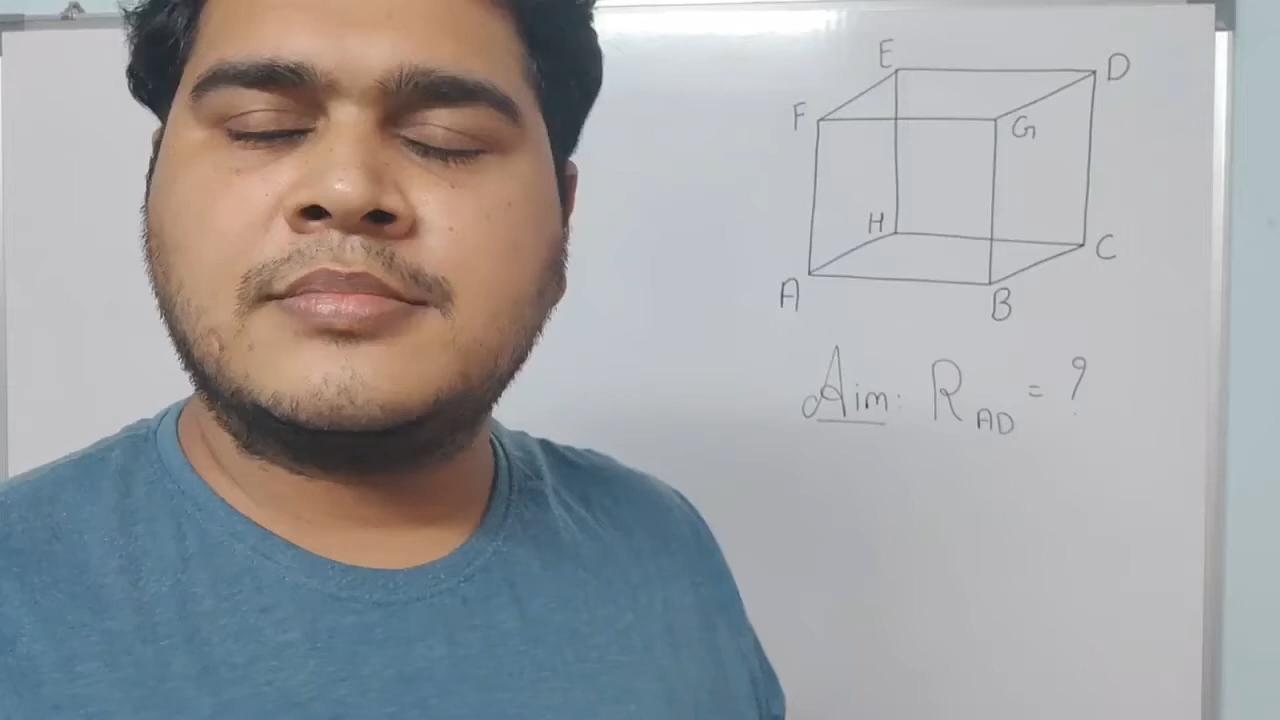 E D
F G
H C
A B
Aim: R_AD = ?